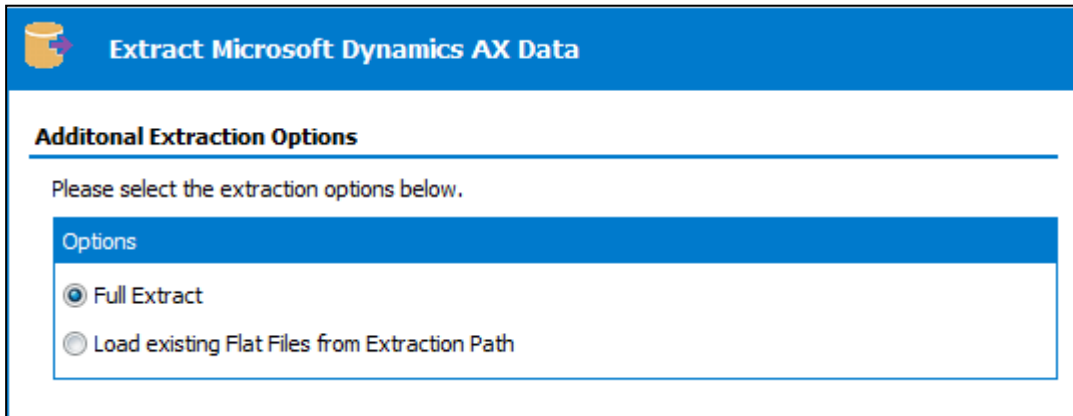 Extract Microsoft Dynamics AX Data
Additonal Extraction Options
Please select the extraction options below.
Options
Full Extract
Load existing Flat Files from Extraction Path